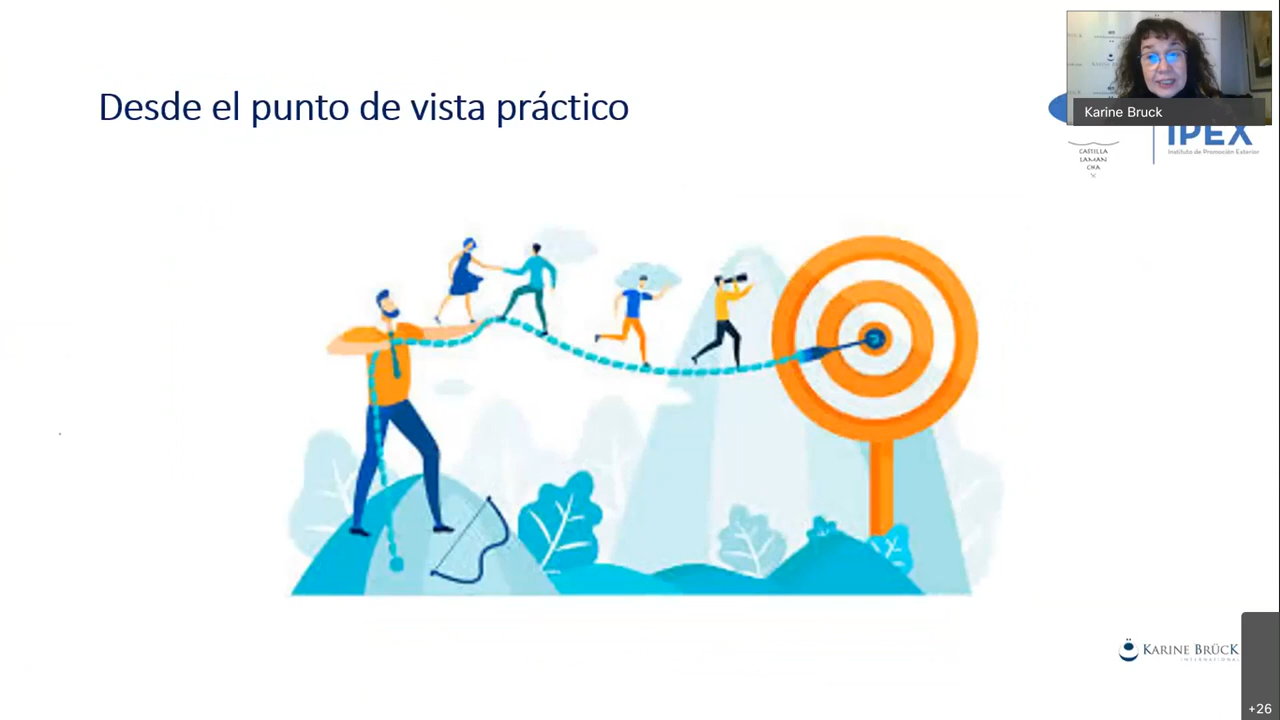 Desde el punto de vista práctico
Karine Bruck
IPEX
Instituto de Promoción Exterior
CASTILLA
LA MAN
CHA
KARINE BRÜCK
INTERNATIONAL
+26